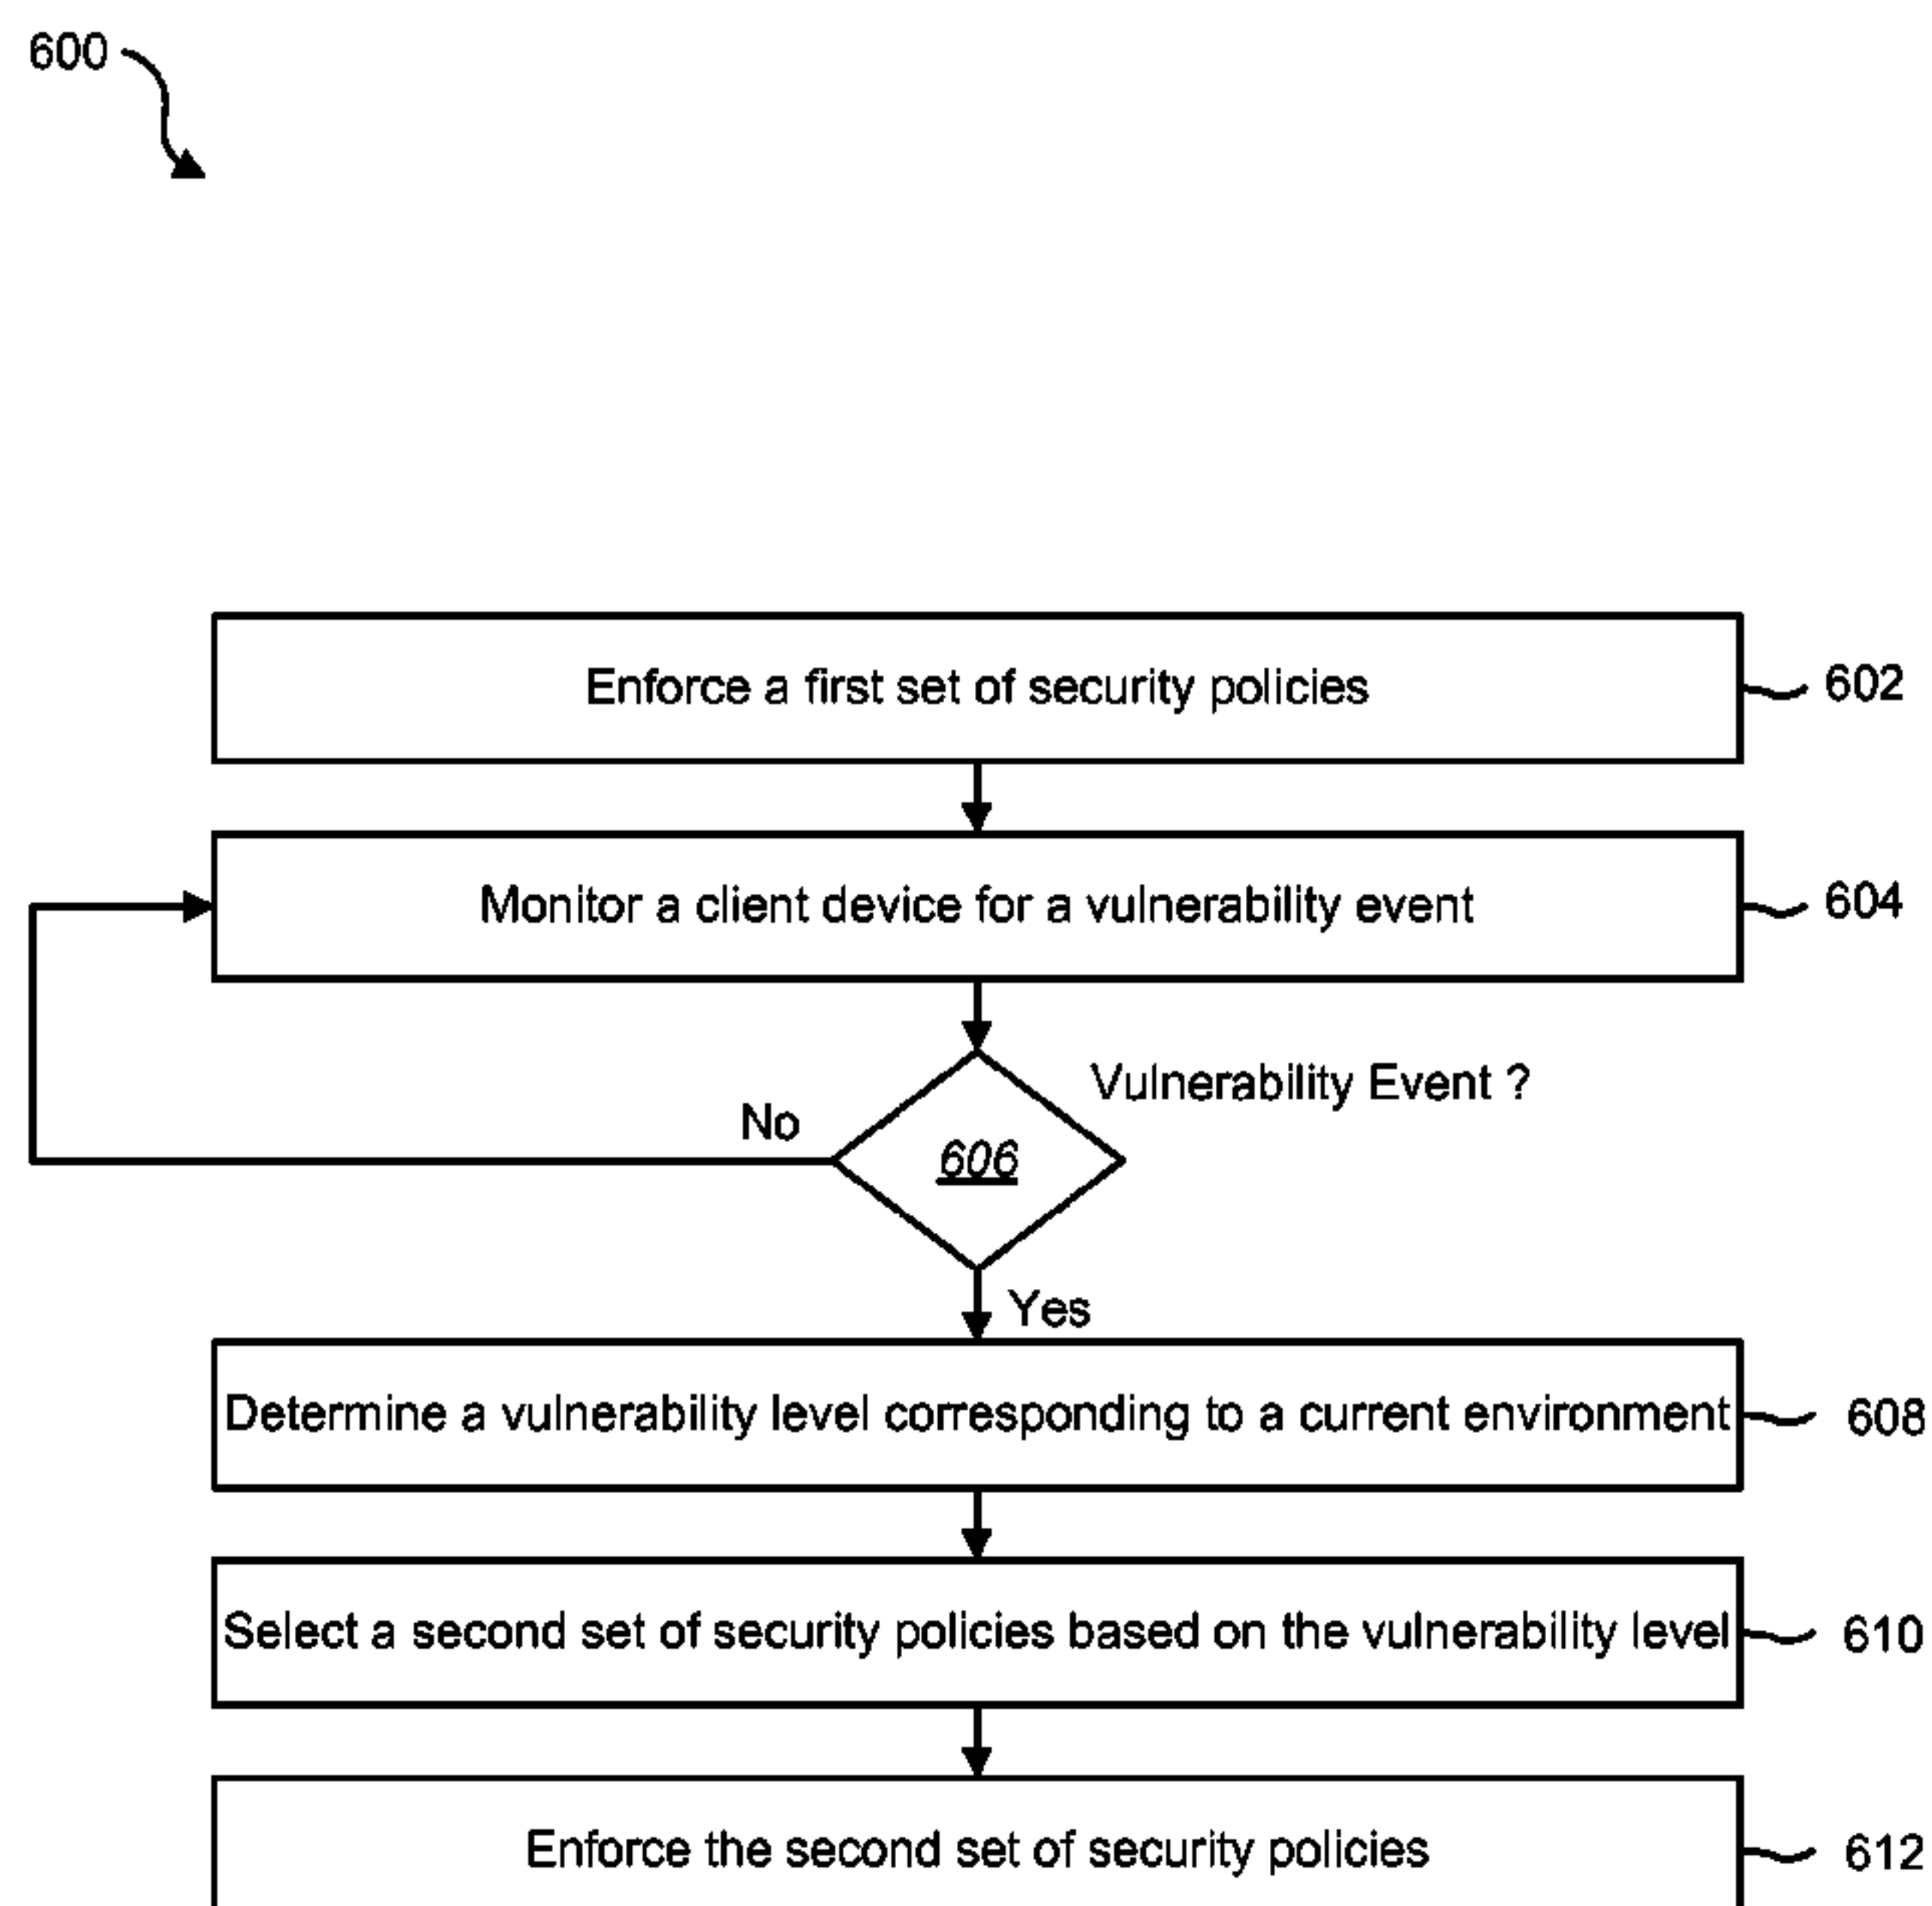 600
Enforce a first set of security policies
602
Monitor a client device for a vulnerability event
604
Vulnerability Event ?
No
606
Yes
Determine a vulnerability level corresponding to a current environment
608
Select a second set of security policies based on the vulnerability level
610
Enforce the second set of security policies
612